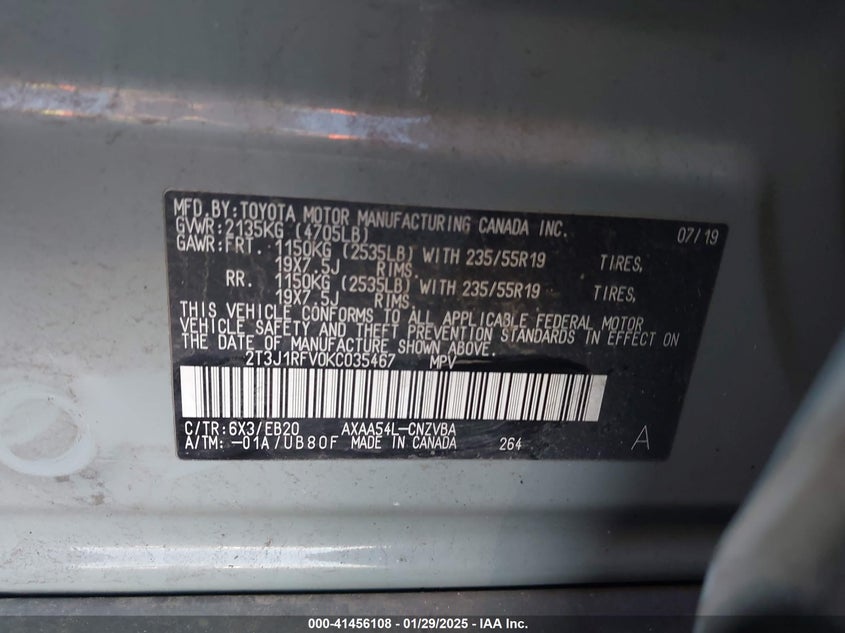 MFD.BY:TOYOTA MOTOR MANUFACTURING CANADA INC. 07/19
GVWR:2135KG (4705LB)
GAWR:FRT. 1150KG (2535LB) WITH 235/55R19 TIRES,
19X7.5J RIMS.
RR. 1150KG (2535LB) WITH 235/55R19 TIRES,
19X7.5J RIMS.
THIS VEHICLE CONFORMS TO ALL APPLICABLE FEDERAL MOTOR
VEHICLE SAFETY AND THEFT PREVENTION STANDARDS IN EFFECT ON
THE DATE OF MANUFACTURE SHOWN ABOVE.
2T3J1RFV0KC035467 MPV
C/TR:6X3/EB20 AXAA54L-CNZVBA
A/TM:-01A/UB80F MADE IN CANADA 264 A
000-41456108 - 01/29/2025 - IAA Inc.